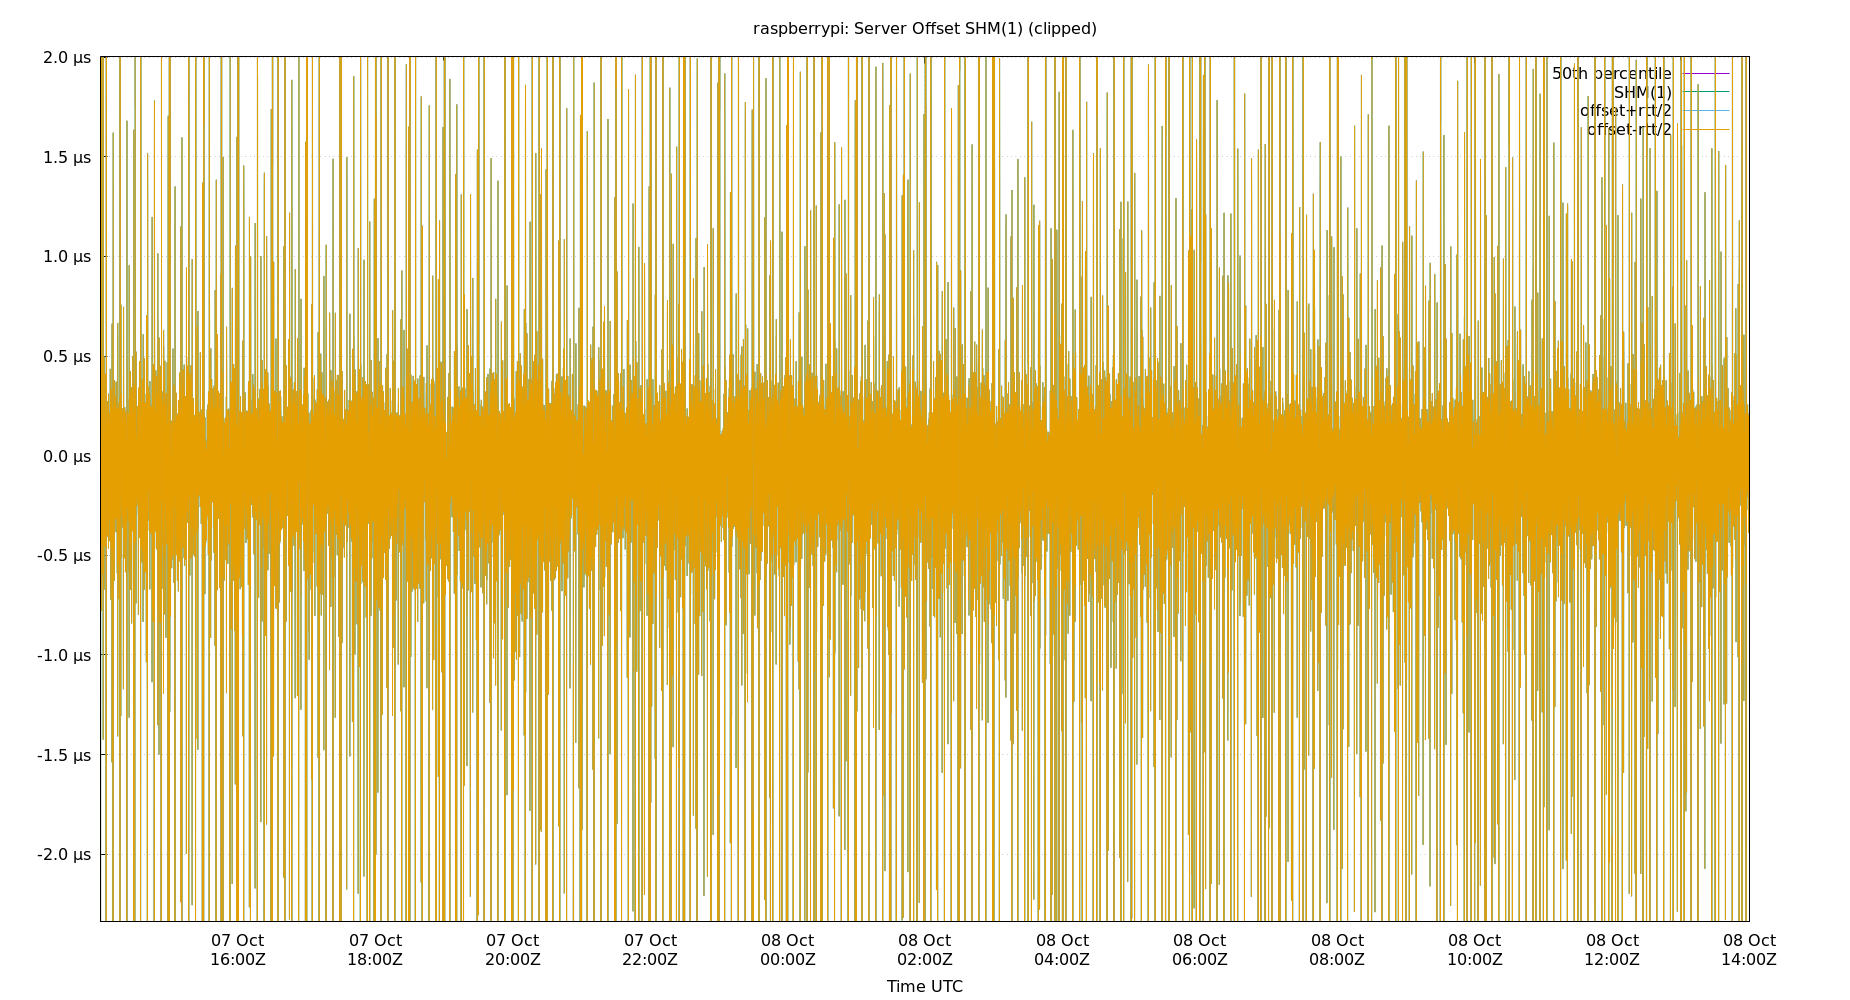 raspberrypi: Server Offset SHM(1) (clipped)
2.0 µs
1.5 µs
1.0 µs
0.5 µs
0.0 µs
-0.5 µs
-1.0 µs
-1.5 µs
-2.0 µs
50th percentile
SHM(1)
offset+rtt/2
offset-rtt/2
07 Oct 07 Oct 07 Oct 07 Oct 08 Oct 08 Oct 08 Oct 08 Oct 08 Oct 08 Oct 08 Oct 08 Oct
16:00Z 18:00Z 20:00Z 22:00Z 00:00Z 02:00Z 04:00Z 06:00Z 08:00Z 10:00Z 12:00Z 14:00Z
Time UTC